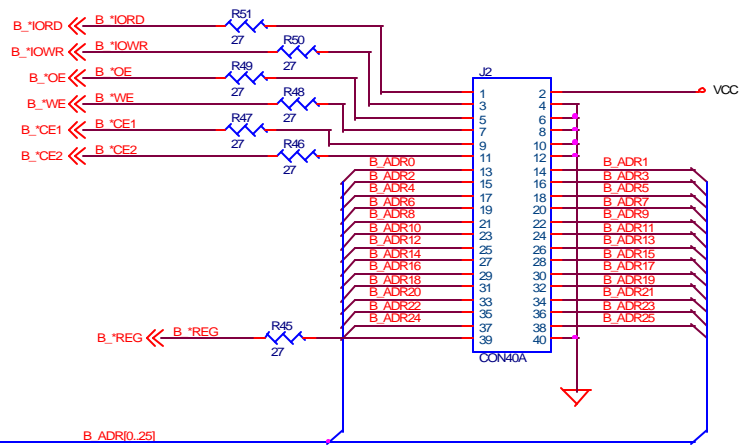 R51
B_*IORD B_*IORD
27
R50
B_*IOWR B_*IOWR
27
R49
B_*OE B_*OE
27
R48
B_*WE B_*WE
27
R47
B_*CE1 B_*CE1
27
R46
B_*CE2 B_*CE2
27
J2
1 2 VCC
3 4
5 6
7 8
9 10
11 12
B_ADR0 13 14 B_ADR1
B_ADR2 15 16 B_ADR3
B_ADR4 17 18 B_ADR5
B_ADR6 19 20 B_ADR7
B_ADR8 21 22 B_ADR9
B_ADR10 23 24 B_ADR11
B_ADR12 25 26 B_ADR13
B_ADR14 27 28 B_ADR15
B_ADR16 29 30 B_ADR17
B_ADR18 31 32 B_ADR19
B_ADR20 33 34 B_ADR21
B_ADR22 35 36 B_ADR23
B_ADR24 37 38 B_ADR25
R45
B_*REG B_*REG 39 40
27
CON40A
B_ADR[0..25]